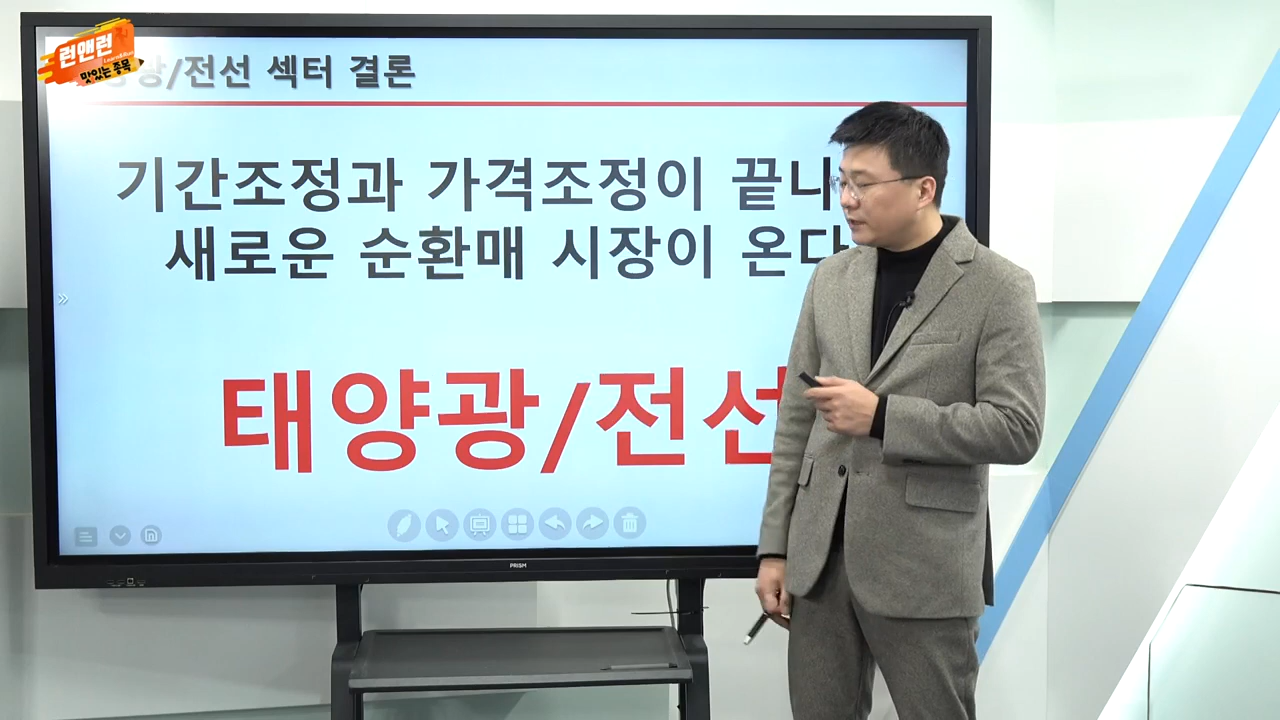 런앤런
Learn&Run
맛있는 종목
/전선 섹터 결론
기간조정과 가격조정이 끝나
새로운 순환매 시장이 온다
태양광/전선
PRISM